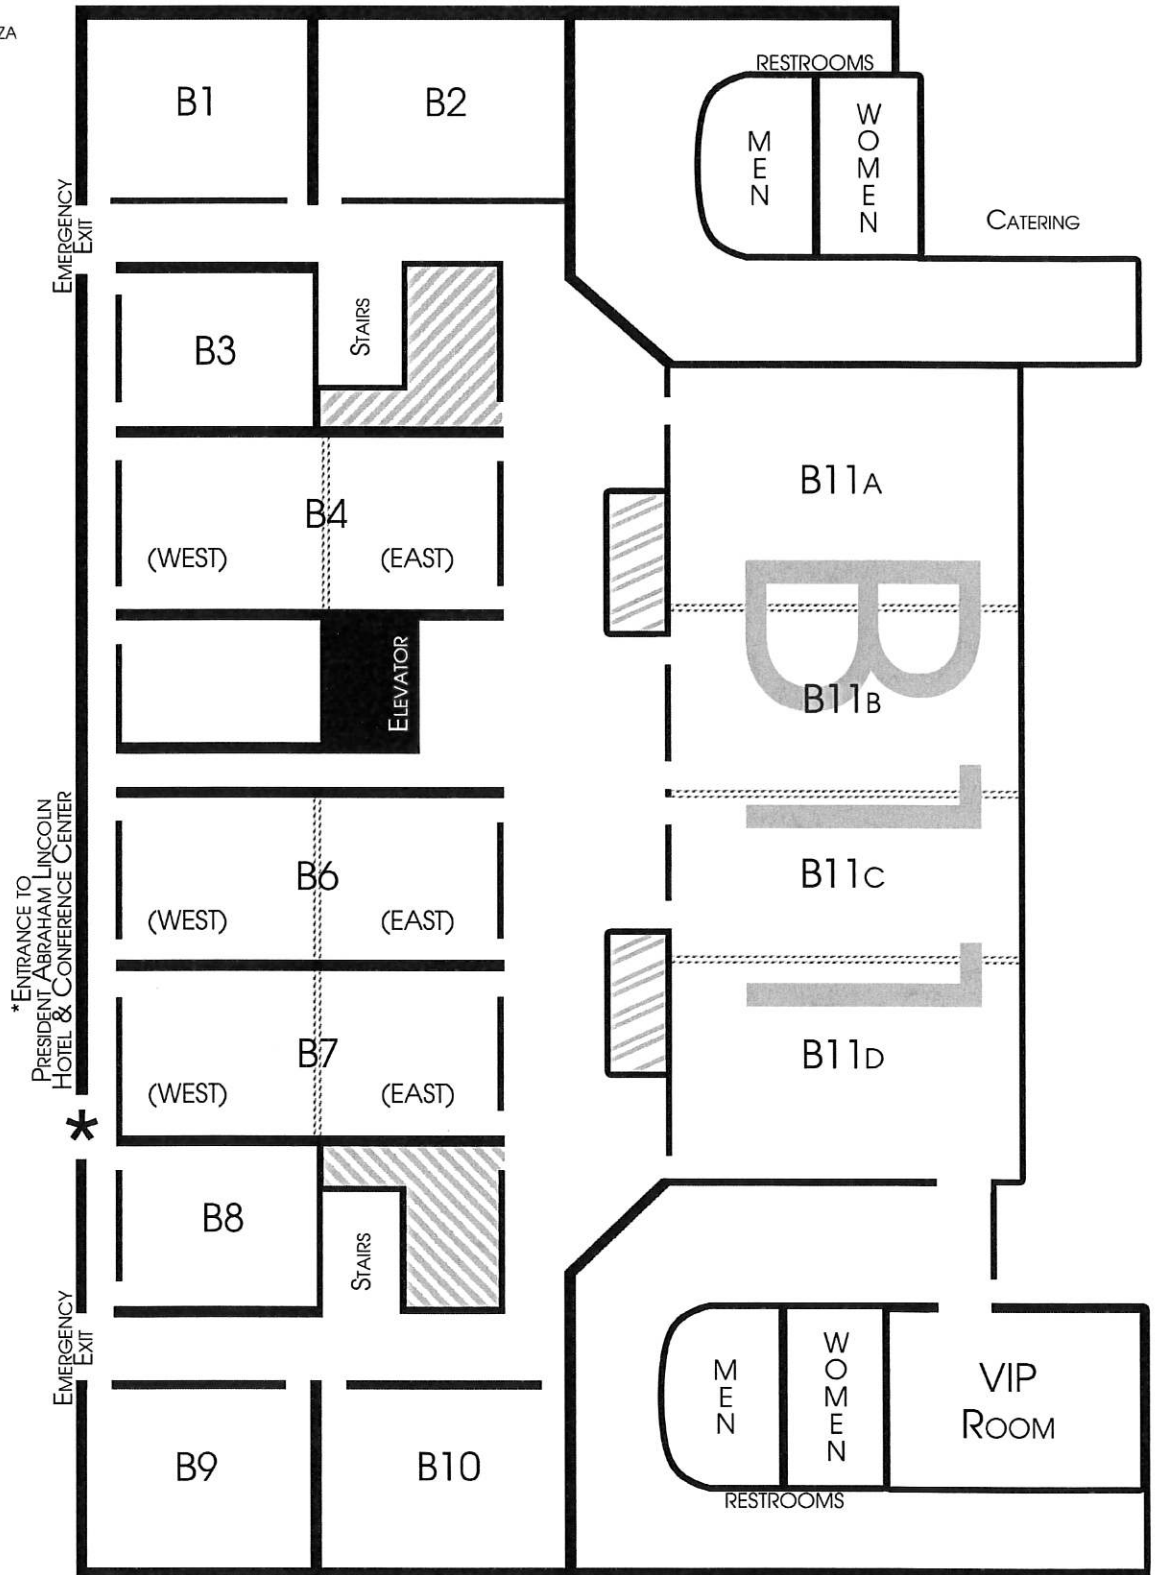 ZA
B1
B2
RESTROOMS
MEN
WOMEN
CATERING
EMERGENCY
EXIT
B3
STAIRS
B4
(WEST)
(EAST)
B11A
B11
B11B
ELEVATOR
*ENTRANCE TO
PRESIDENT ABRAHAM LINCOLN
HOTEL & CONFERENCE CENTER
*
B6
(WEST)
(EAST)
B11C
B7
(WEST)
(EAST)
B11D
B8
STAIRS
EMERGENCY
EXIT
MEN
WOMEN
VIP
ROOM
B9
B10
RESTROOMS